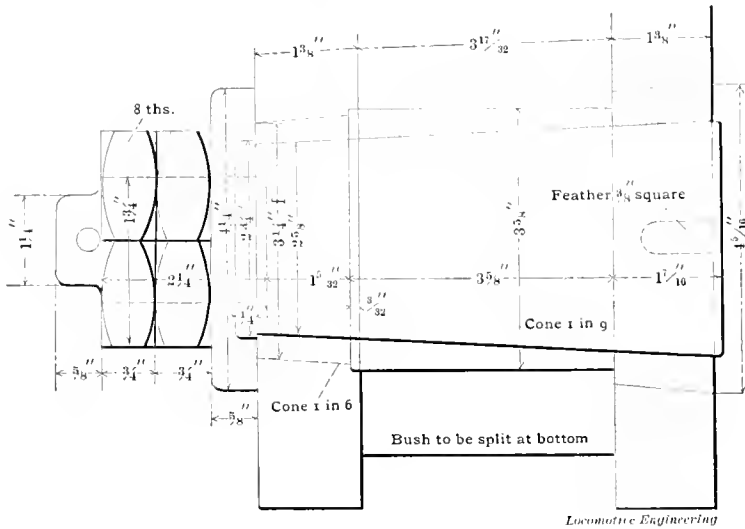 1 3/8″ 3 17/32″ 1 3/8″
8 ths.
1 1/4″
1 3/4″
2 1/4″
4 1/4″
3 1/4″
2 5/8″
3 5/8″
Feather 3/8″ square
1 5/32″ 3 5/8″ 1 7/16″
3/32″
1/4″
Cone 1 in 9
5/8″ 3/4″ 3/4″
5/8″
Cone 1 in 6
Bush to be split at bottom
Locomotive Engineering